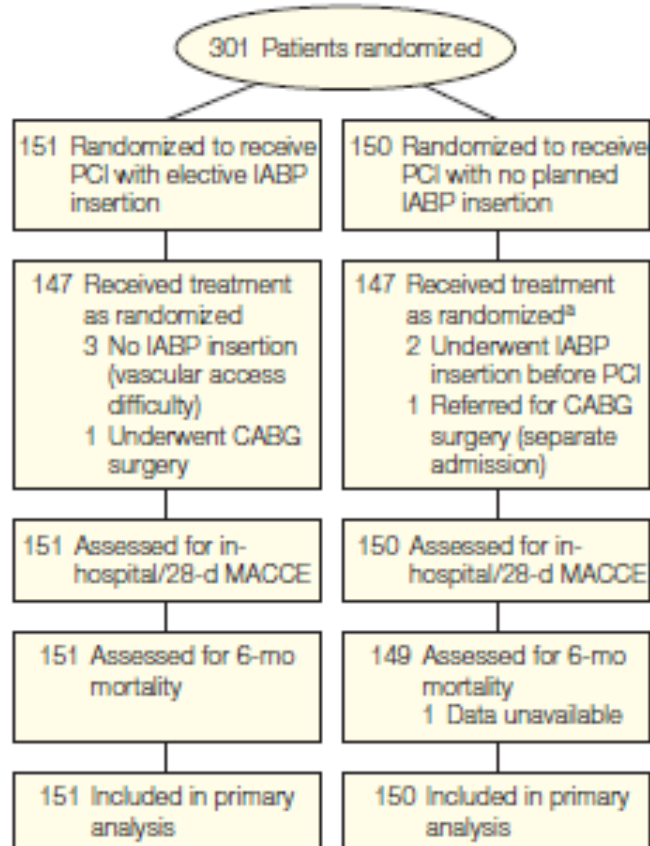 301 Patients randomized
151 Randomized to receive
PCI with elective IABP
insertion
150 Randomized to receive
PCI with no planned
IABP insertion
147 Received treatment
as randomized
3 No IABP insertion
(vascular access
difficulty)
1 Underwent CABG
surgery
147 Received treatment
as randomizedª
2 Underwent IABP
insertion before PCI
1 Referred for CABG
surgery (separate
admission)
151 Assessed for in-
hospital/28-d MACCE
150 Assessed for in-
hospital/28-d MACCE
151 Assessed for 6-mo
mortality
149 Assessed for 6-mo
mortality
1 Data unavailable
151 Included in primary
analysis
150 Included in primary
analysis